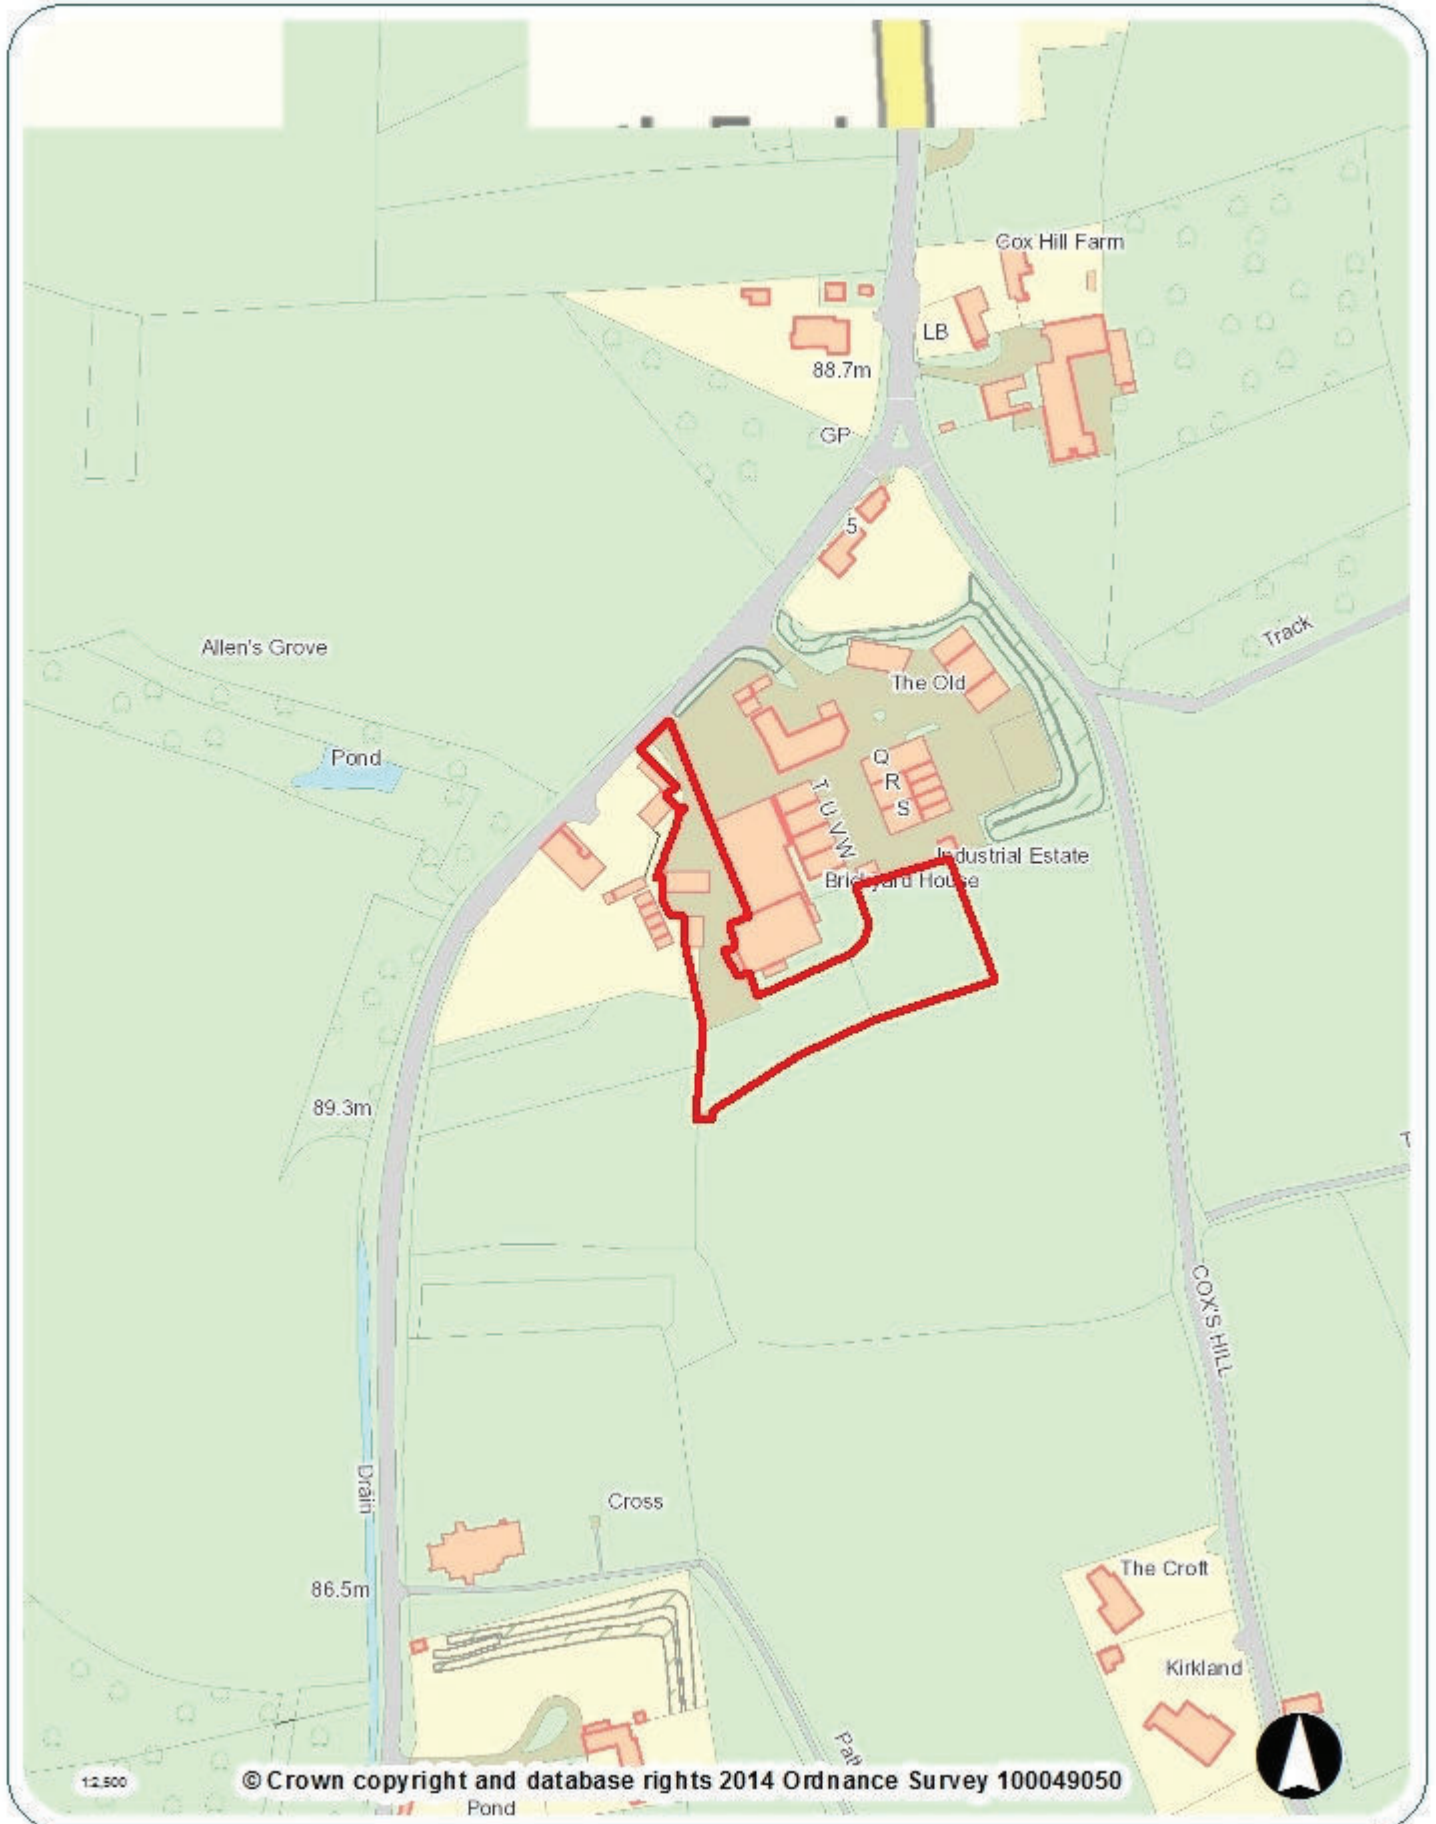 Cox Hill Farm
LB
88.7m
GP
5
Track
Allen's Grove
The Old
Pond
Q
R
S
T U V W
Industrial Estate
Brickyard House
89.3m
COX'S HILL
Drain
Cross
86.5m
The Croft
Kirkland
1:2,500
© Crown copyright and database rights 2014 Ordnance Survey 100049050
Pond